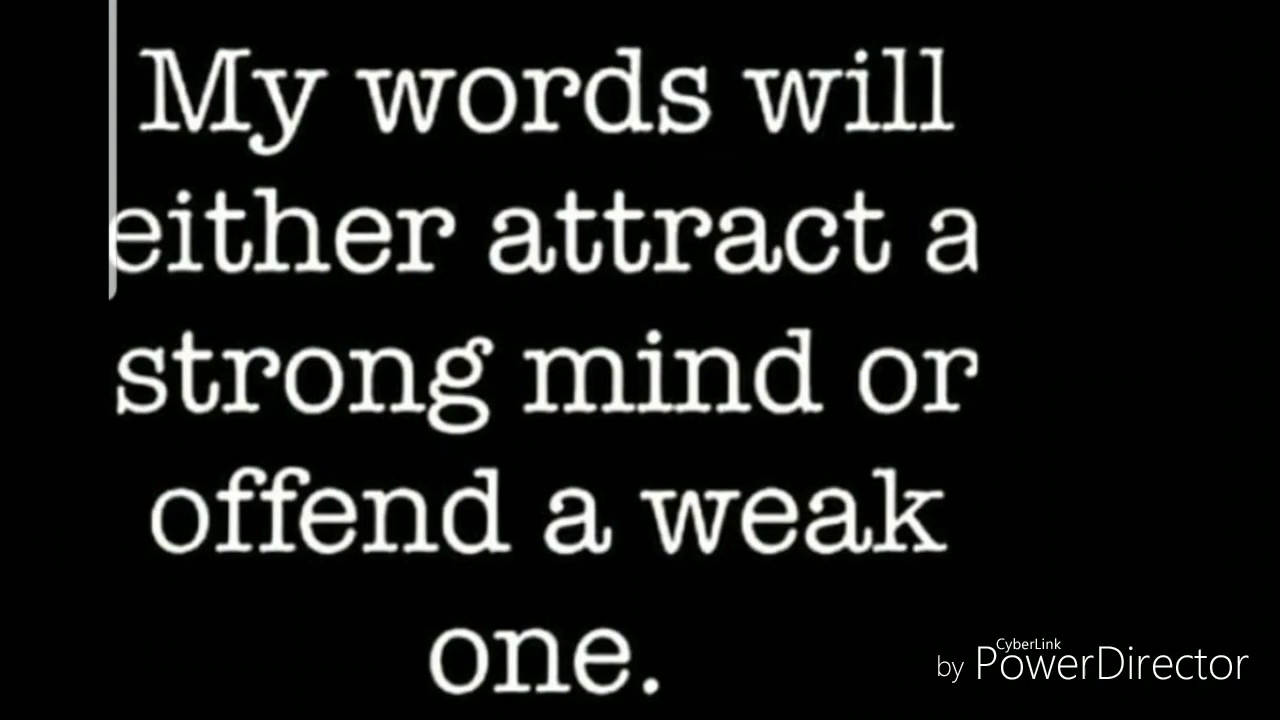 My words will
either attract a
strong mind or
offend a weak
one.
CyberLink
by PowerDirector